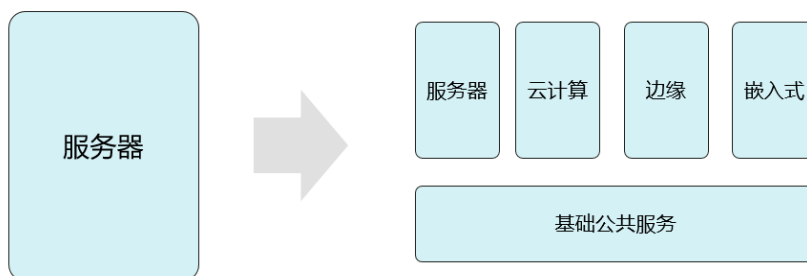 服务器
服务器
云计算
边缘
嵌入式
基础公共服务